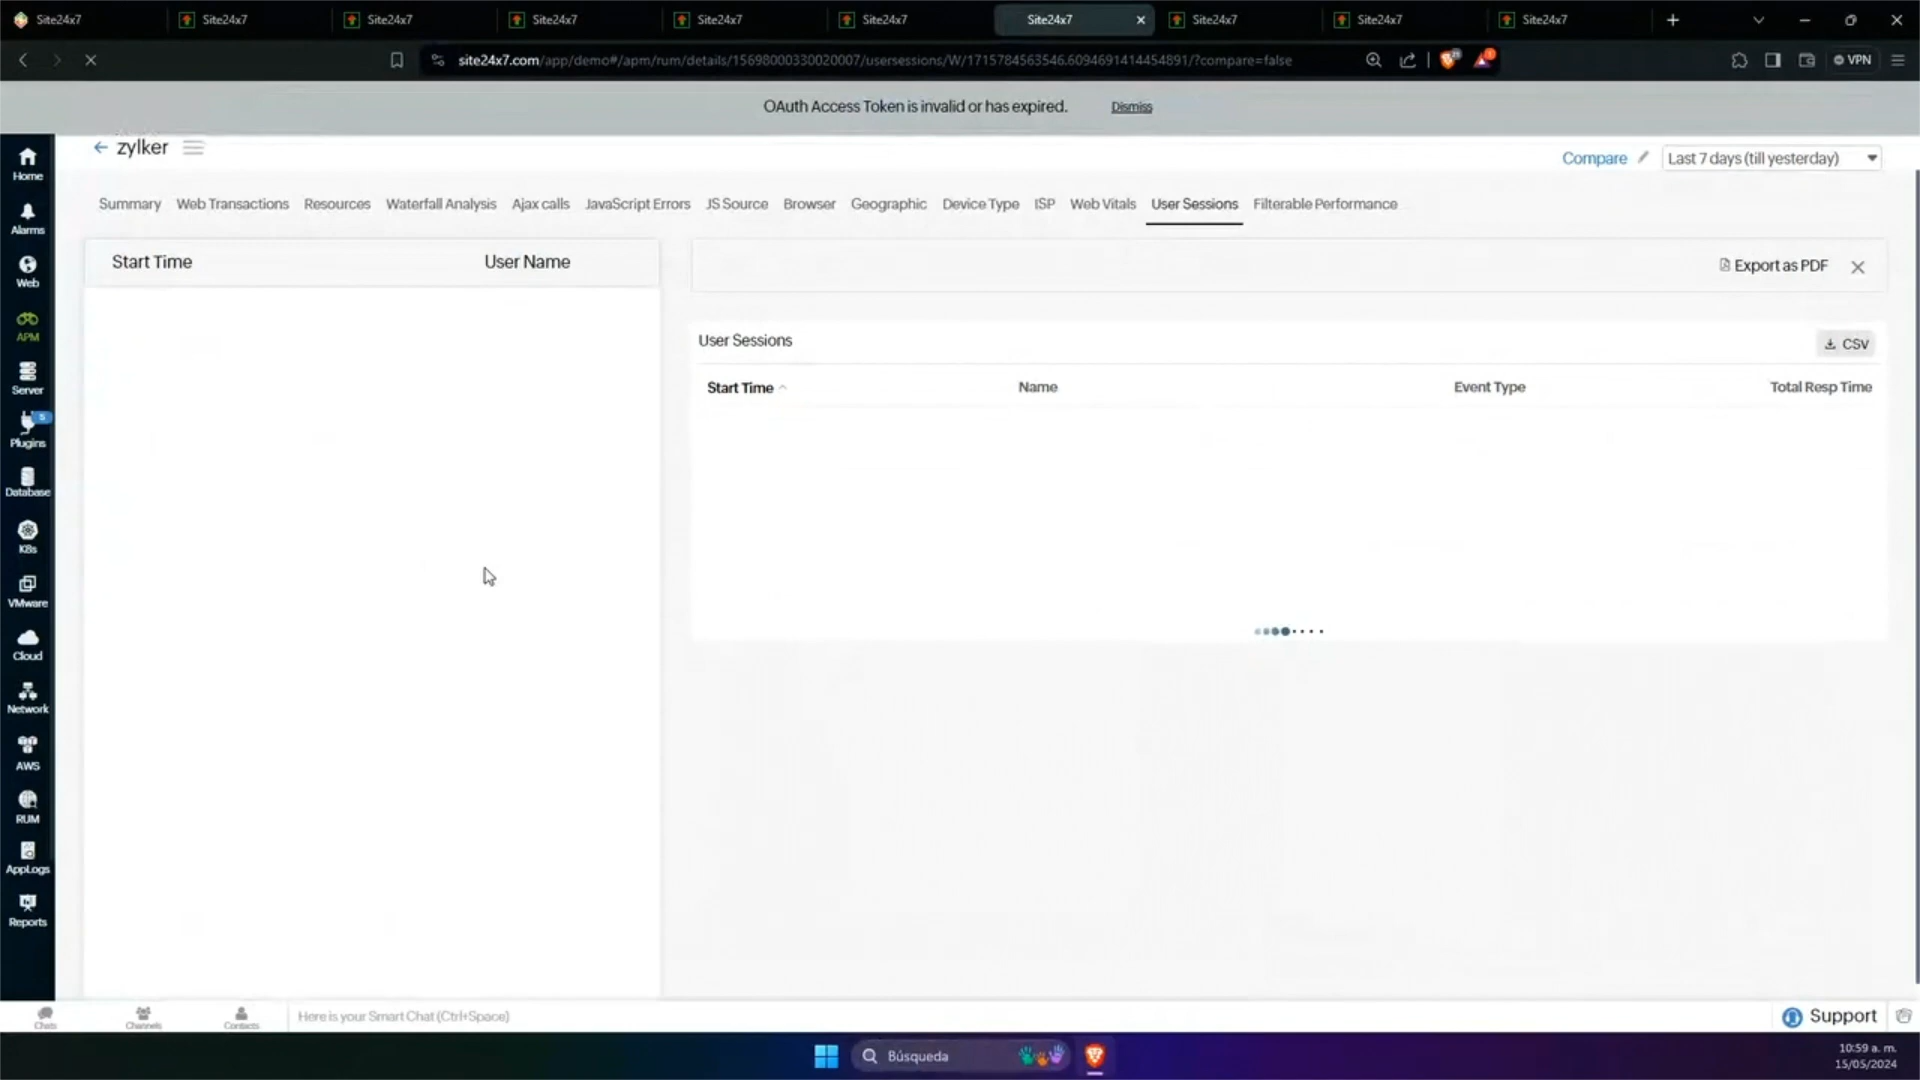 Site24x7 Site24x7 Site24x7 Site24x7 Site24x7 Site24x7 Site24x7 Site24x7 Site24x7 Site24x7
site24x7.com/app/demo#/apm/rum/details/15698000330020007/usersessions/W/1715784563546.6094691414454891/?compare=false
VPN
OAuth Access Token is invalid or has expired. Dismiss
zylker
Compare Last 7 days (till yesterday)
Summary Web Transactions Resources Waterfall Analysis Ajax calls JavaScript Errors JS Source Browser Geographic Device Type ISP Web Vitals User Sessions Filterable Performance
Home
Alarms
Web
APM
Server
5
Plugins
Database
K8s
VMware
Cloud
Network
AWS
RUM
AppLogs
Reports
Start Time User Name
Export as PDF
User Sessions
CSV
Start Time Name Event Type Total Resp Time
Chats Channels Contacts Here is your Smart Chat (Ctrl+Space)
Support
Búsqueda
10:59 a. m.
15/05/2024